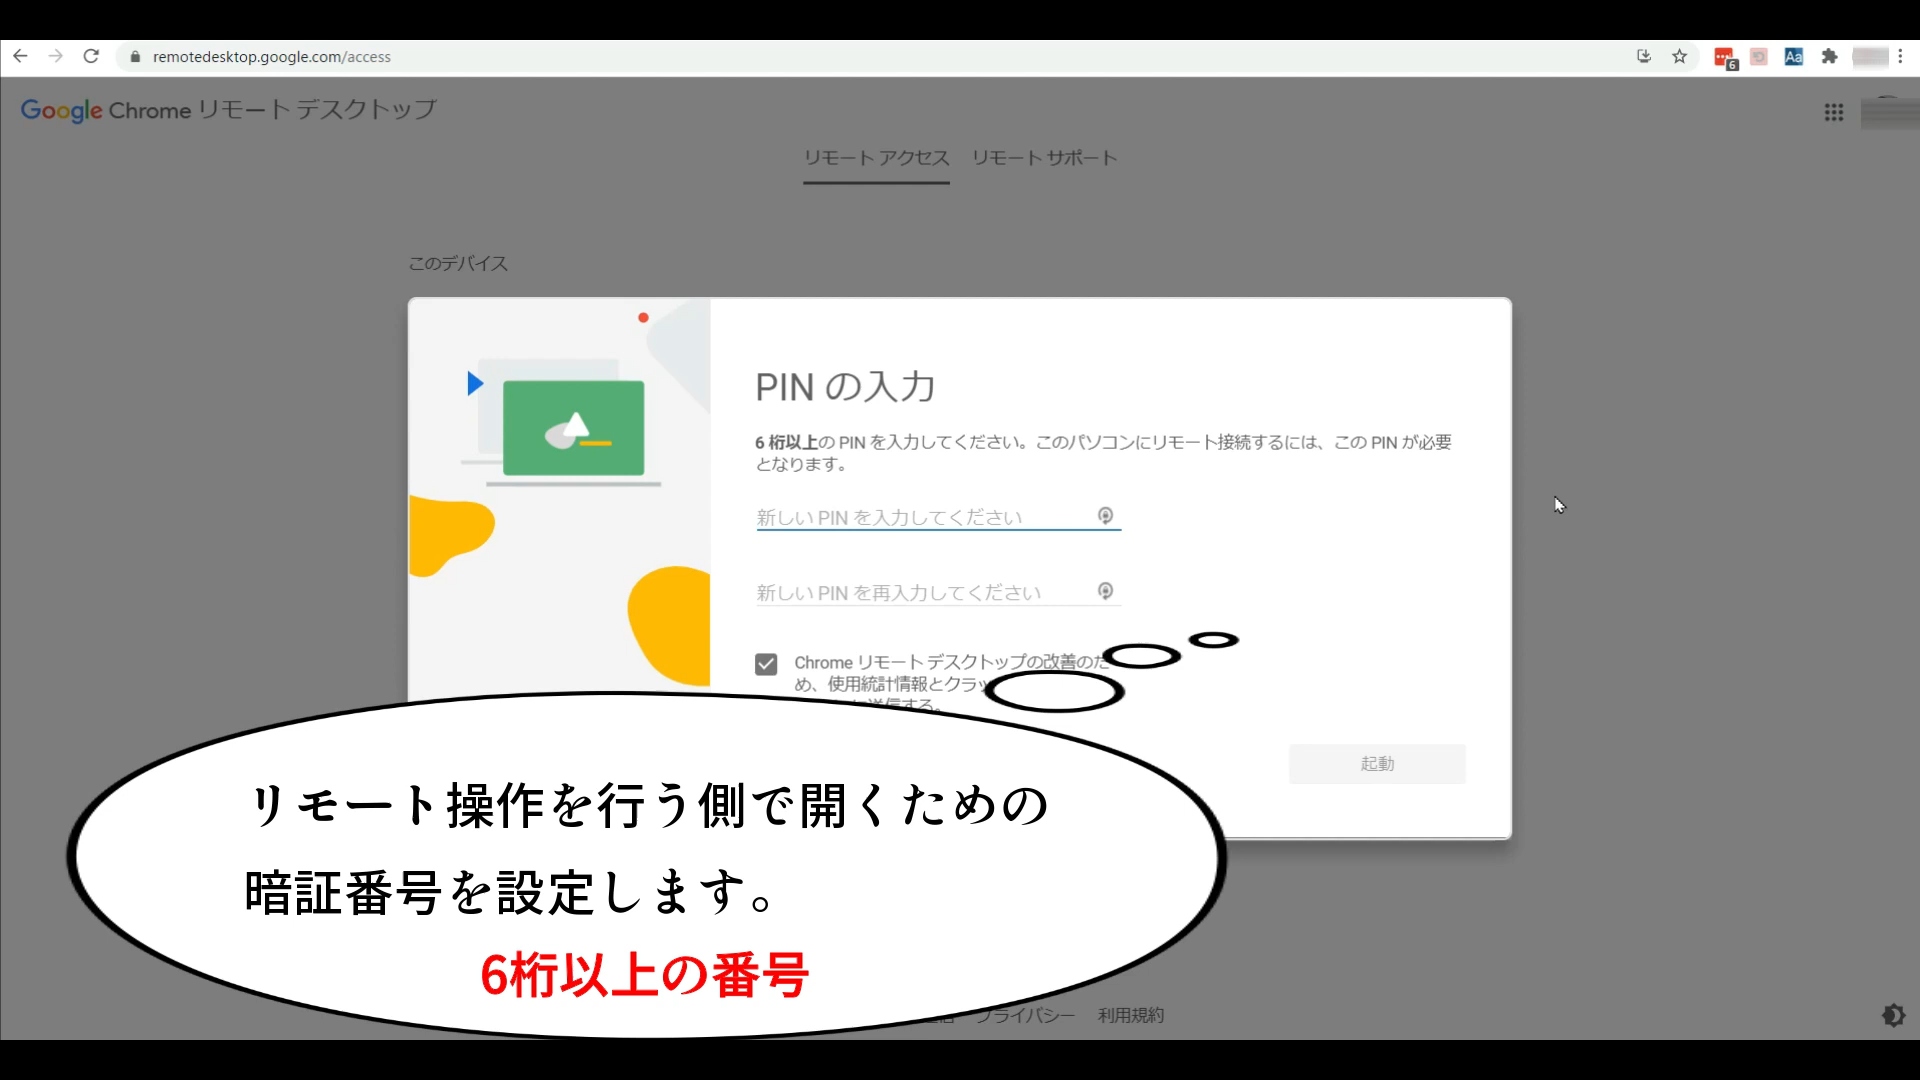 remotedesktop.google.com/access
6
Aa
Google Chrome リモート デスクトップ
リモート アクセス リモート サポート
このデバイス
PIN の入力
6 桁以上の PIN を入力してください。このパソコンにリモート接続するには、この PIN が必要
となります。
新しい PIN を入力してください
新しい PIN を再入力してください
Chrome リモート デスクトップの改善のた
め、使用統計情報とクラッ
に送信する。
起動
リモート操作を行う側で開くための
暗証番号を設定します。
6桁以上の番号
プライバシー 利用規約